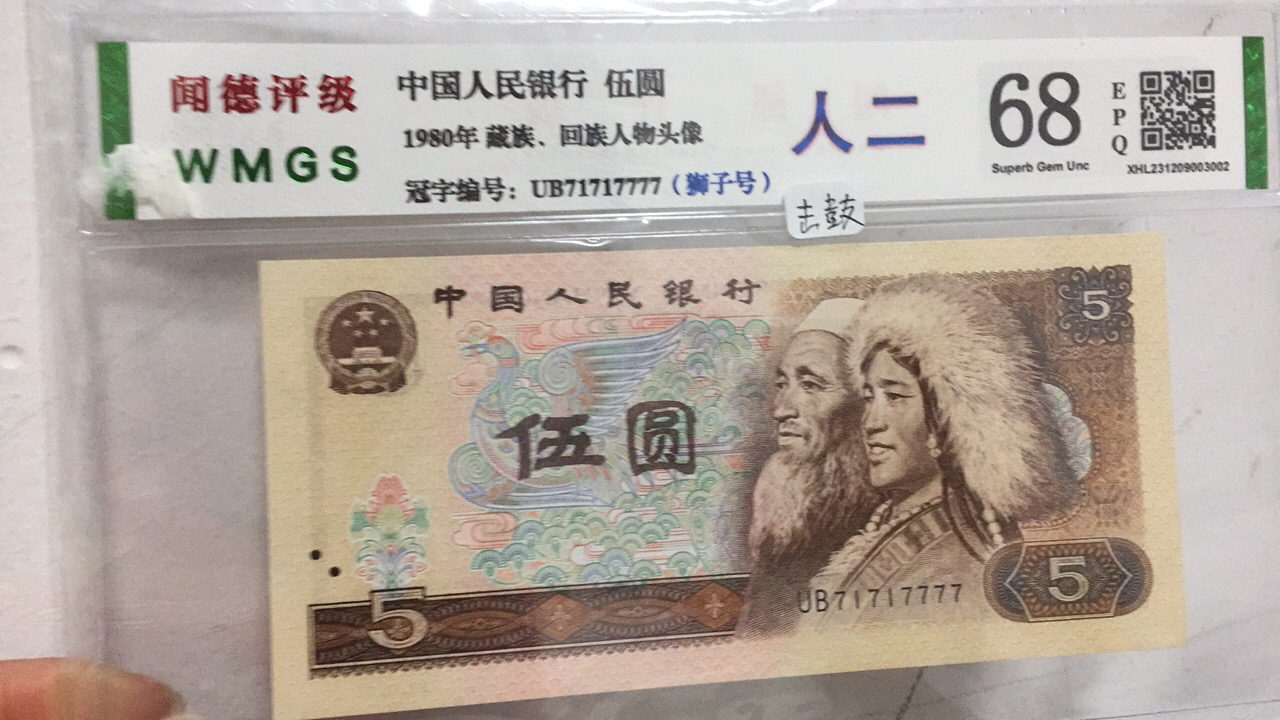 闻德评级
WMGS
中国人民银行 伍圆
1980年 藏族、回族人物头像
冠字编号：UB71717777（狮子号）
人二
68
Superb Gem Unc
E
P
Q
XHL231209003002
击鼓
中国人民银行
5
伍圆
5
UB71717777
5